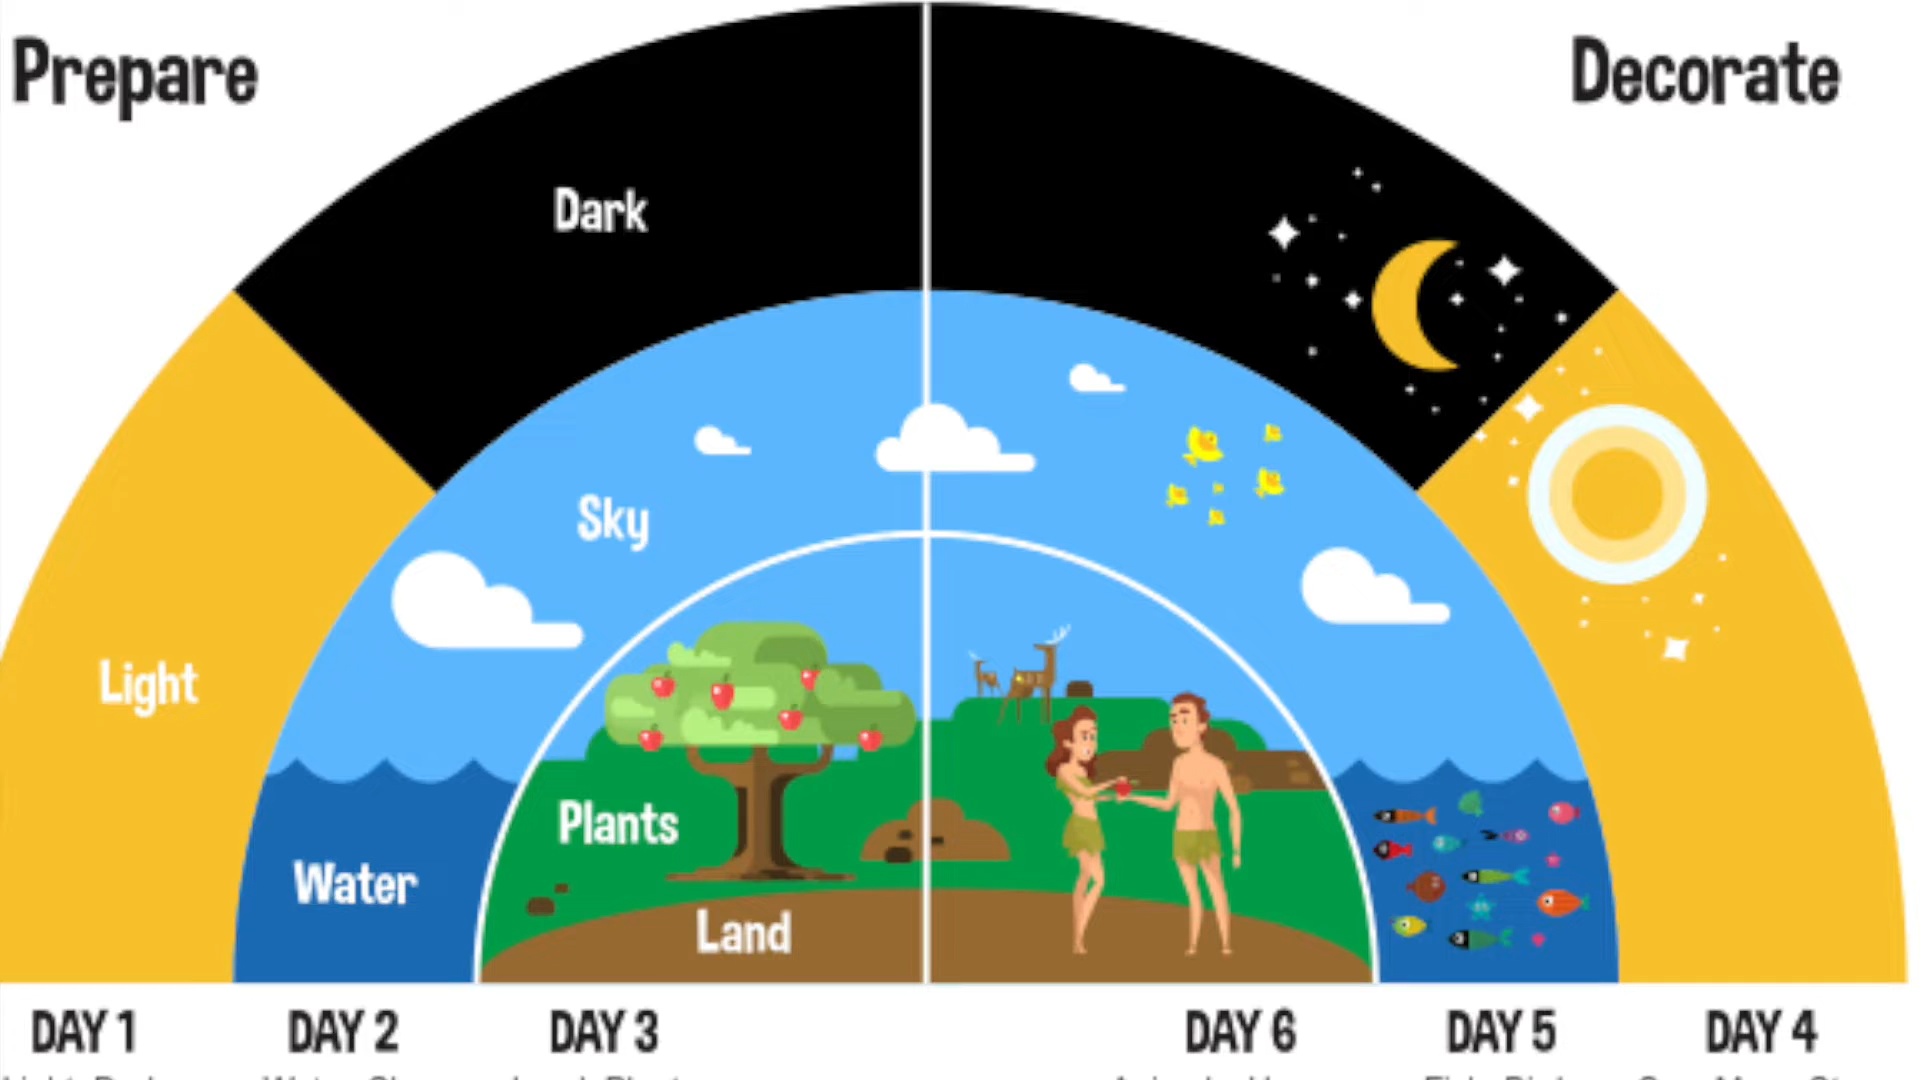 Prepare
Decorate
Dark
Sky
Light
Plants
Water
Land
DAY 1
DAY 2
DAY 3
DAY 6
DAY 5
DAY 4